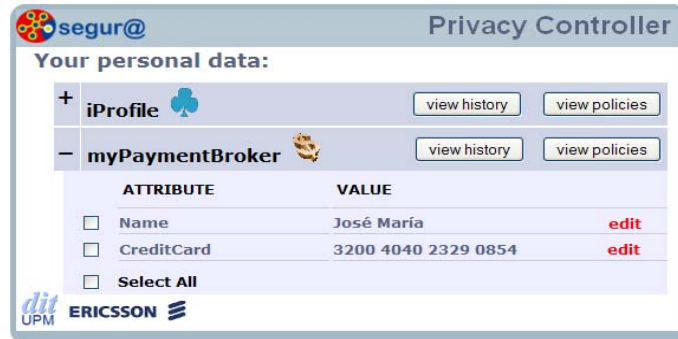 segur@ Privacy Controller
Your personal data:
+ iProfile view history view policies
– myPaymentBroker view history view policies
ATTRIBUTE VALUE
Name José María edit
CreditCard 3200 4040 2329 0854 edit
Select All
dit
UPM ERICSSON